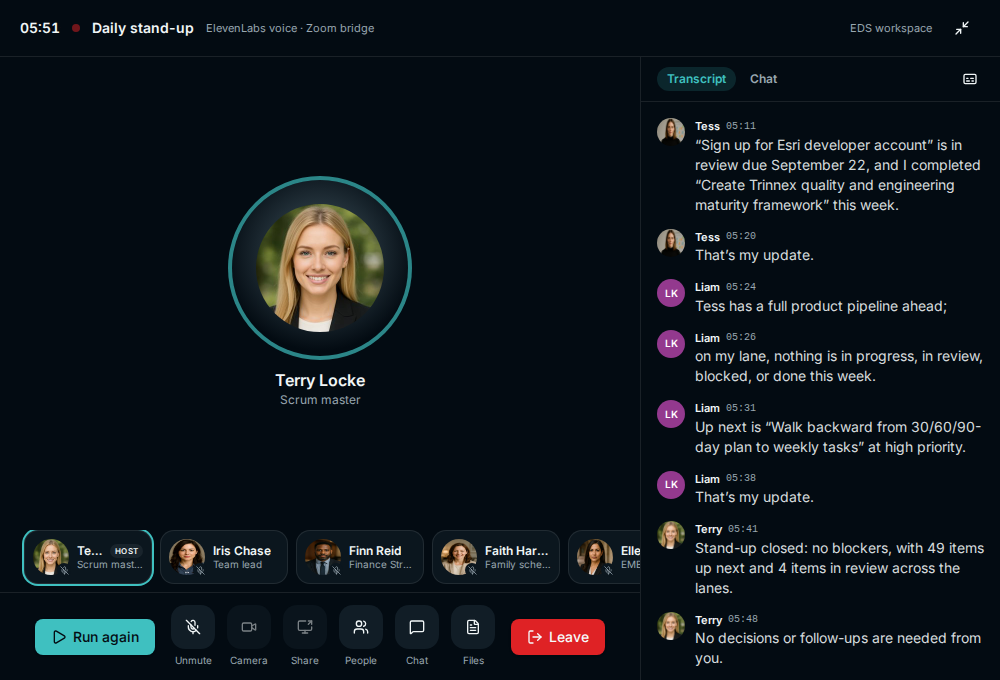 05:51 Daily stand-up ElevenLabs voice · Zoom bridge
EDS workspace
Terry Locke
Scrum master
Te... HOST
Scrum mast...
Iris Chase
Team lead
Finn Reid
Finance Str...
Faith Har...
Family sche...
Elle
EME
Run again
Unmute
Camera
Share
People
Chat
Files
Leave
Transcript
Chat
Tess 05:11
“Sign up for Esri developer account” is in
review due September 22, and I completed
“Create Trinnex quality and engineering
maturity framework” this week.
Tess 05:20
That’s my update.
LK
Liam 05:24
Tess has a full product pipeline ahead;
LK
Liam 05:26
on my lane, nothing is in progress, in review,
blocked, or done this week.
LK
Liam 05:31
Up next is “Walk backward from 30/60/90-
day plan to weekly tasks” at high priority.
LK
Liam 05:38
That’s my update.
Terry 05:41
Stand-up closed: no blockers, with 49 items
up next and 4 items in review across the
lanes.
Terry 05:48
No decisions or follow-ups are needed from
you.